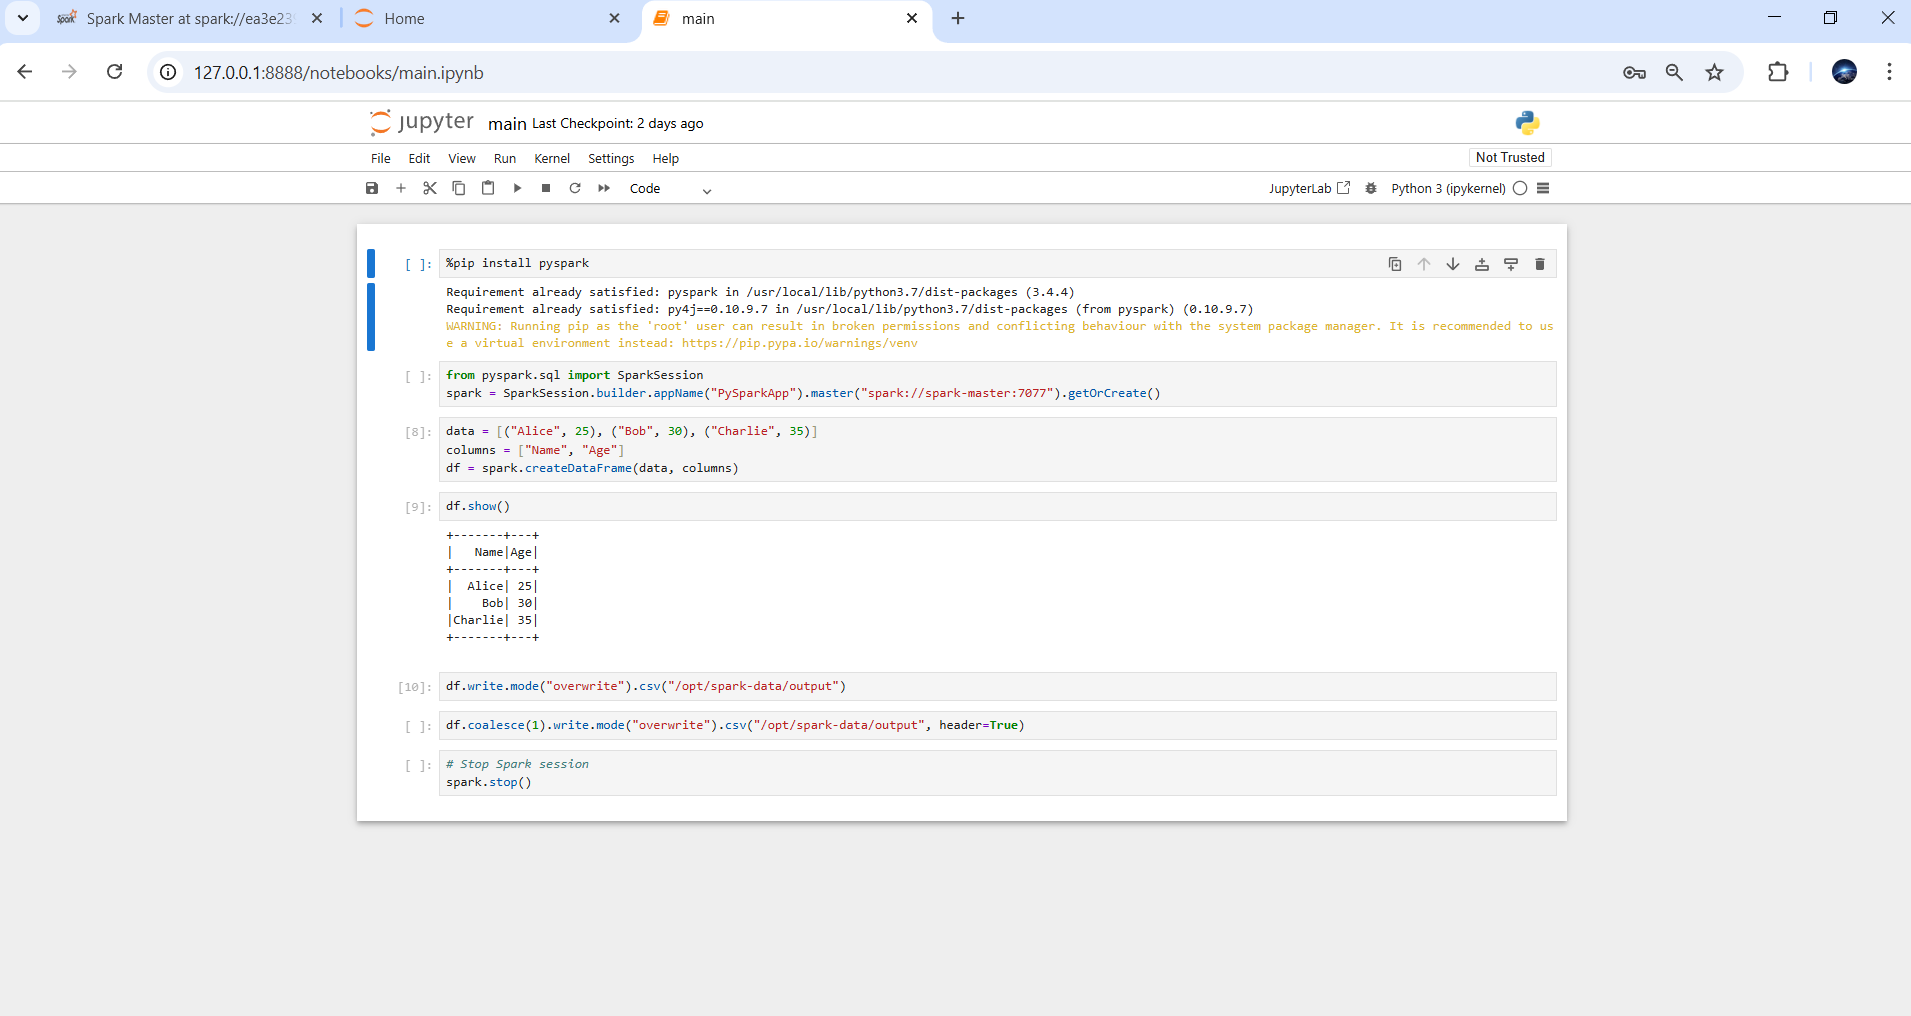 Spark Master at spark://ea3e23
Home
main
127.0.0.1:8888/notebooks/main.ipynb
jupyter main Last Checkpoint: 2 days ago
File Edit View Run Kernel Settings Help
Not Trusted
Code
JupyterLab
Python 3 (ipykernel)
[ ]: %pip install pyspark
Requirement already satisfied: pyspark in /usr/local/lib/python3.7/dist-packages (3.4.4)
Requirement already satisfied: py4j==0.10.9.7 in /usr/local/lib/python3.7/dist-packages (from pyspark) (0.10.9.7)
WARNING: Running pip as the 'root' user can result in broken permissions and conflicting behaviour with the system package manager. It is recommended to us
e a virtual environment instead: https://pip.pypa.io/warnings/venv
[ ]: from pyspark.sql import SparkSession
spark = SparkSession.builder.appName("PySparkApp").master("spark://spark-master:7077").getOrCreate()
[8]: data = [("Alice", 25), ("Bob", 30), ("Charlie", 35)]
columns = ["Name", "Age"]
df = spark.createDataFrame(data, columns)
[9]: df.show()
+-------+---+
|   Name|Age|
+-------+---+
|  Alice| 25|
|    Bob| 30|
|Charlie| 35|
+-------+---+
[10]: df.write.mode("overwrite").csv("/opt/spark-data/output")
[ ]: df.coalesce(1).write.mode("overwrite").csv("/opt/spark-data/output", header=True)
[ ]: # Stop Spark session
spark.stop()